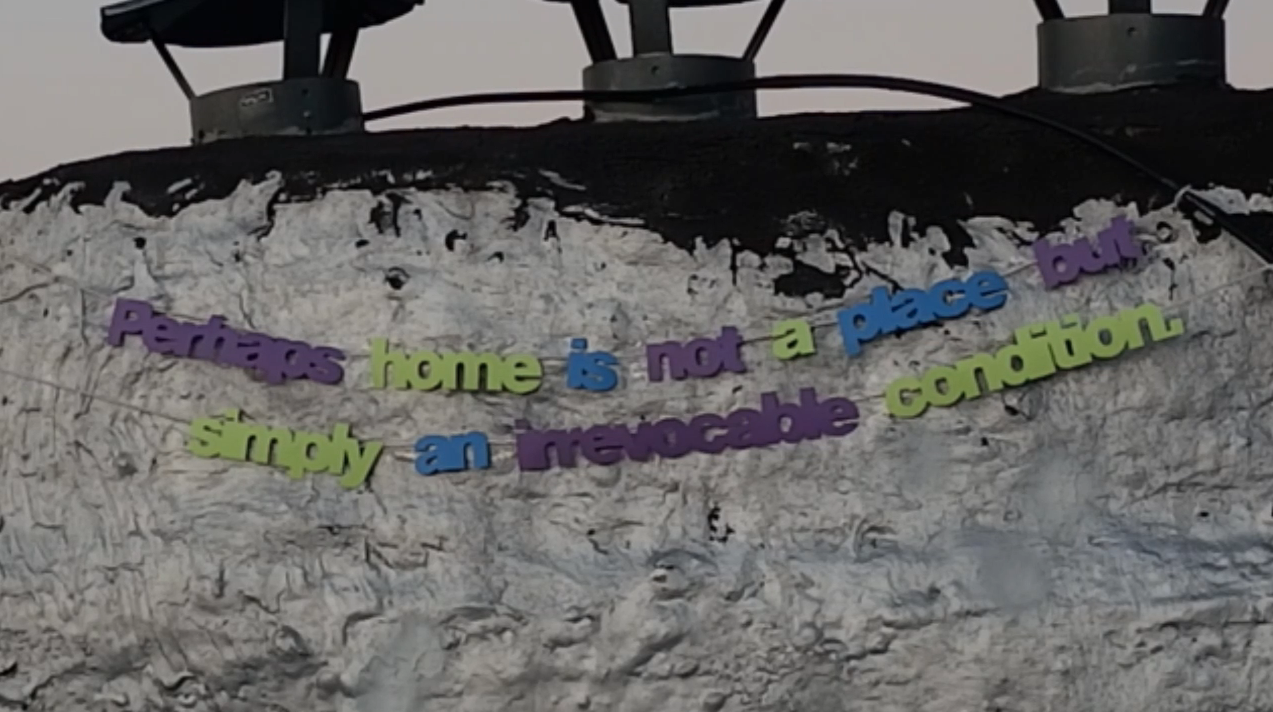 Perhaps home is not a place but
simply an irrevocable condition.